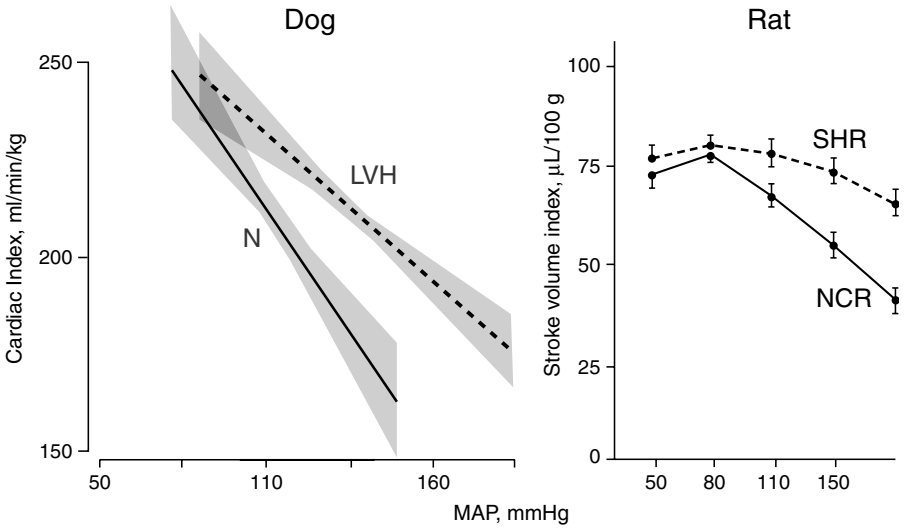 Dog
Rat
Cardiac Index, ml/min/kg
250
200
150
LVH
N
50
110
160
Stroke volume index, μL/100 g
100
75
50
25
0
SHR
NCR
50
80
110
150
MAP, mmHg